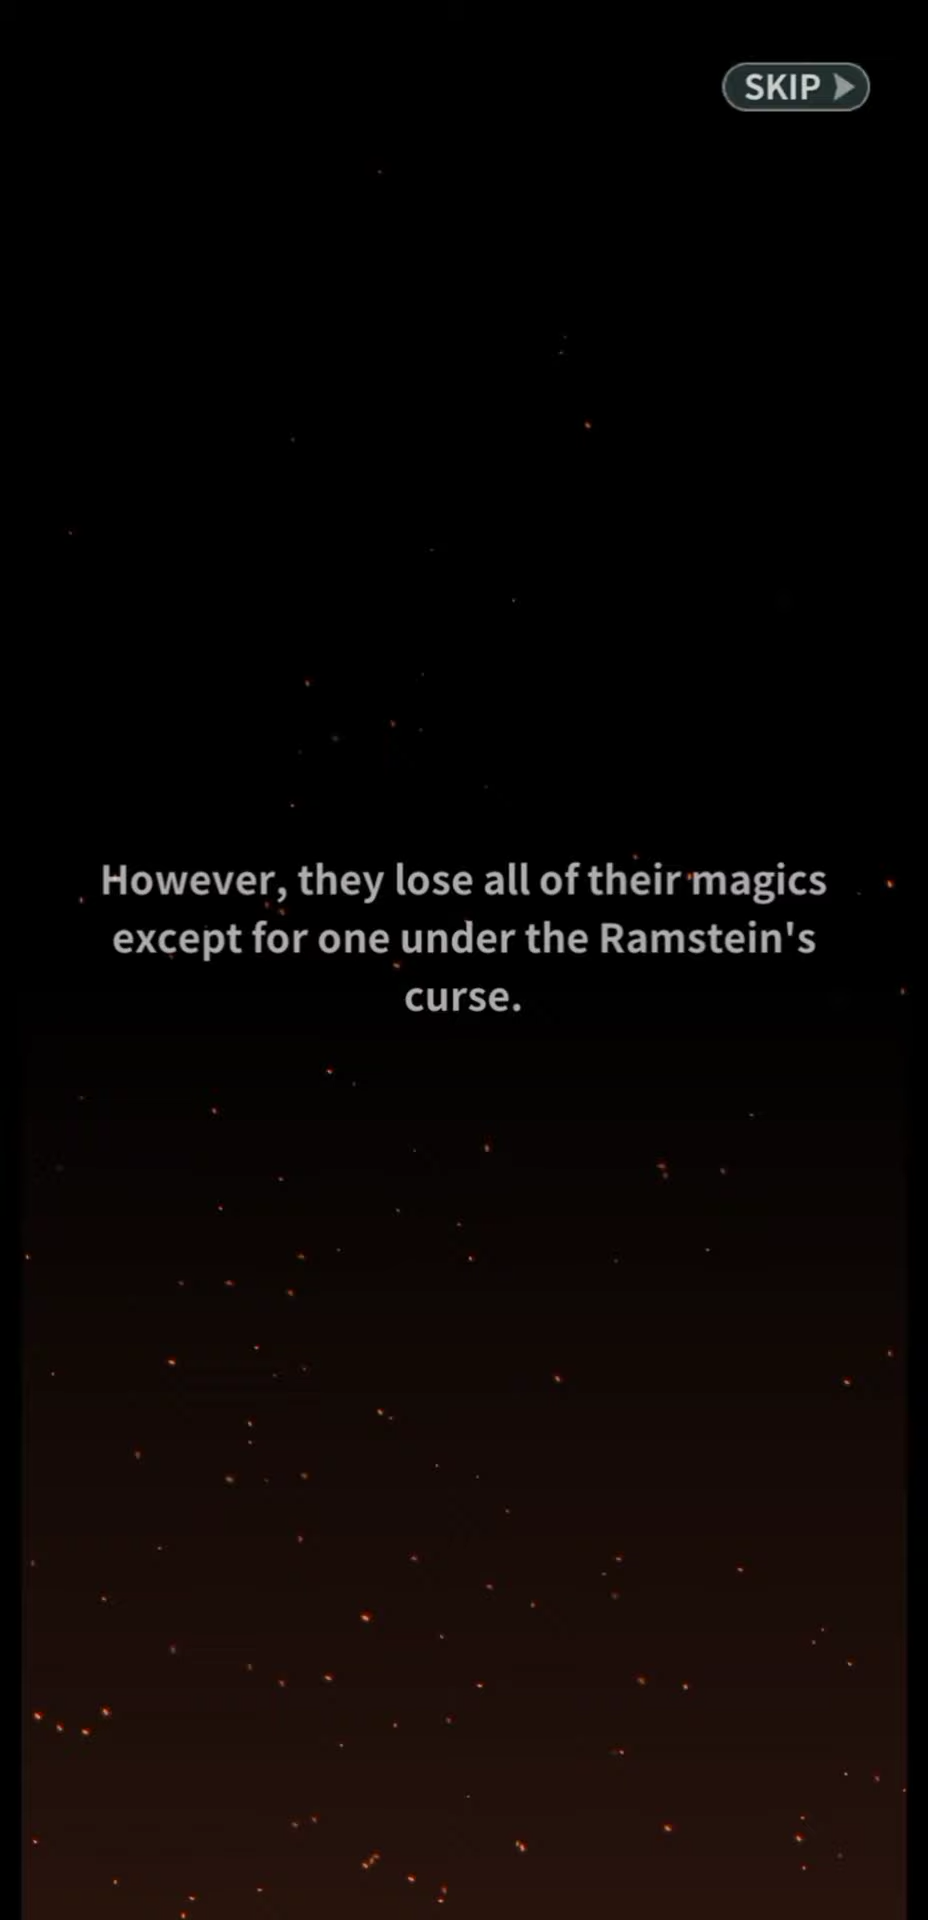 SKIP
However, they lose all of their magics
except for one under the Ramstein's
curse.